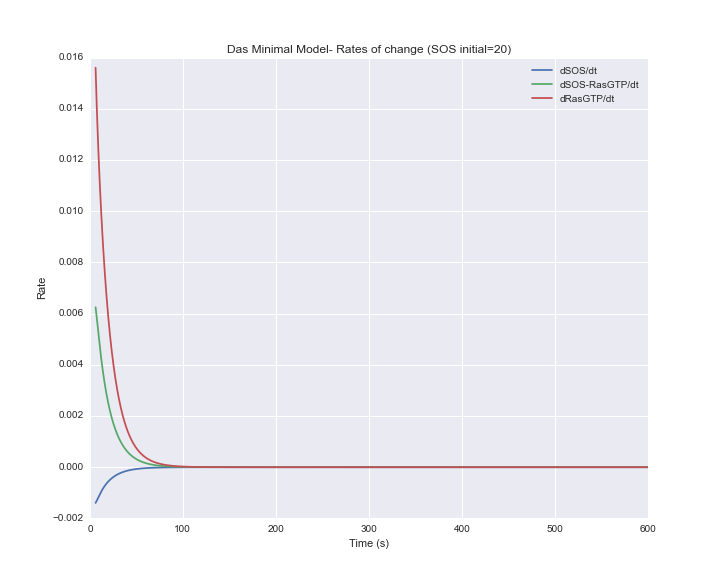 Das Minimal Model- Rates of change (SOS initial=20)
dSOS/dt
dSOS-RasGTP/dt
dRasGTP/dt
0.016
0.014
0.012
0.010
0.008
0.006
0.004
0.002
0.000
−0.002
Rate
0 100 200 300 400 500 600
Time (s)